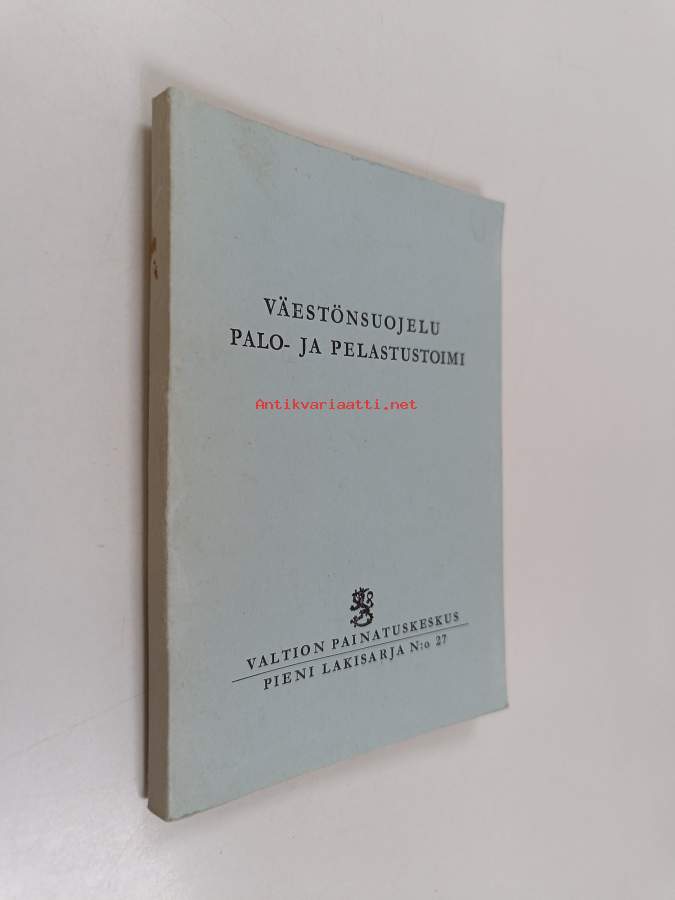 VÄESTÖNSUOJELU
PALO- JA PELASTUSTOIMI
Antikvariaatti.net
VALTION PAINATUSKESKUS
PIENI LAKISARJA N:o 27